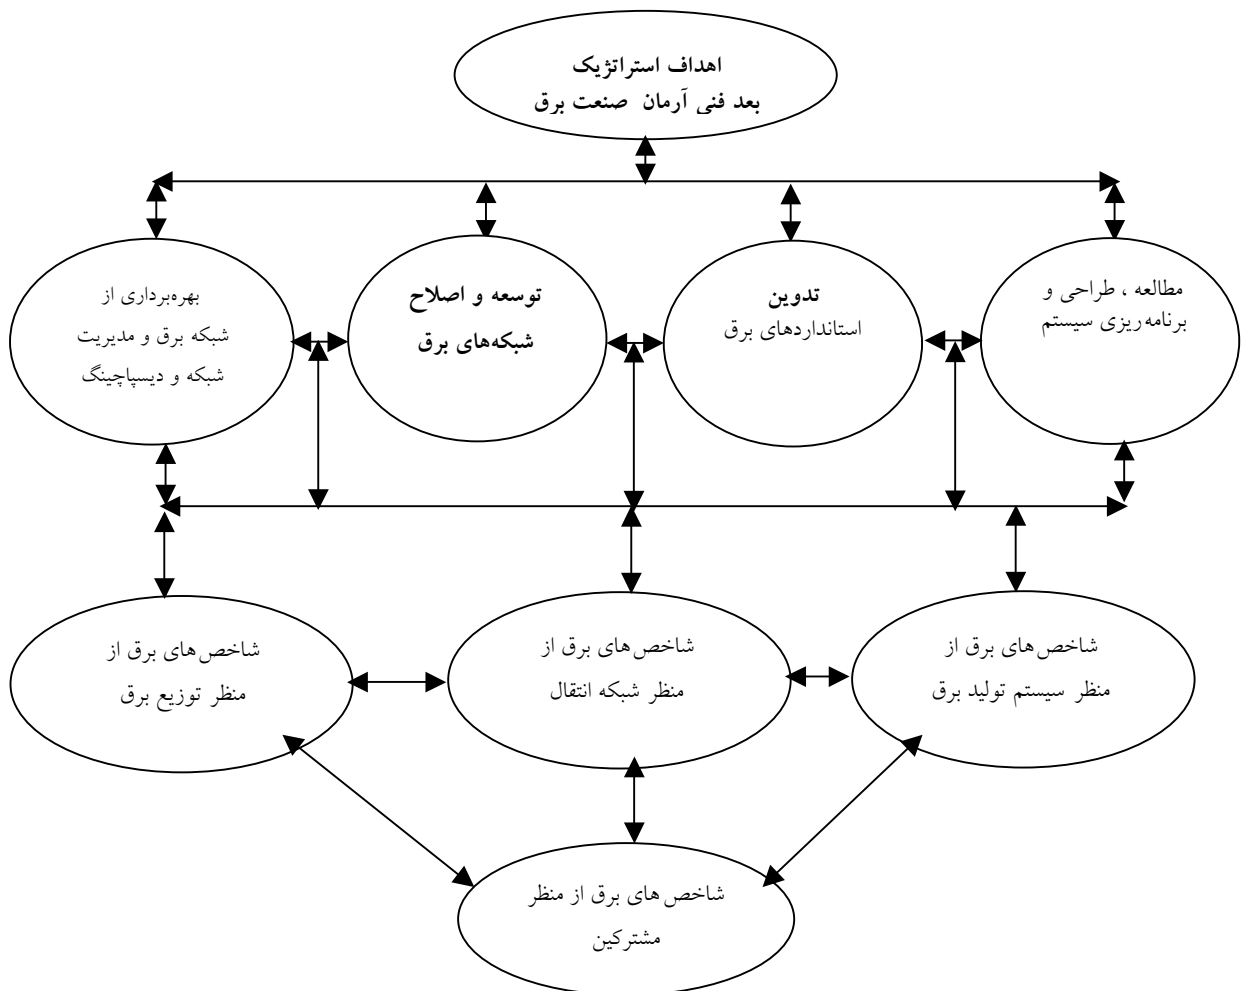 اهداف استراتژیک
بعد فنی آرمان صنعت برق
مطالعه ، طراحی و
برنامه‌ریزی سیستم
تدوین
استانداردهای برق
توسعه و اصلاح
شبکه‌های برق
بهره‌برداری از
شبکه برق و مدیریت
شبکه و دیسپاچینگ
شاخص‌های برق از
منظر سیستم تولید برق
شاخص‌های برق از
منظر شبکه انتقال
شاخص‌های برق از
منظر توزیع برق
شاخص های برق از منظر
مشترکین